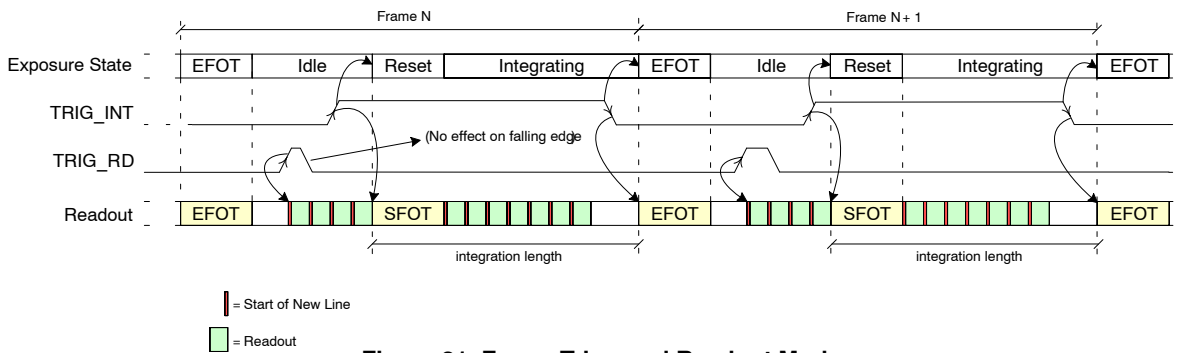 Frame N
Frame N + 1
Exposure State
EFOT
Idle
Reset
Integrating
EFOT
Idle
Reset
Integrating
EFOT
TRIG_INT
(No effect on falling edge)
TRIG_RD
Readout
EFOT
SFOT
EFOT
SFOT
EFOT
integration length
integration length
= Start of New Line
= Readout